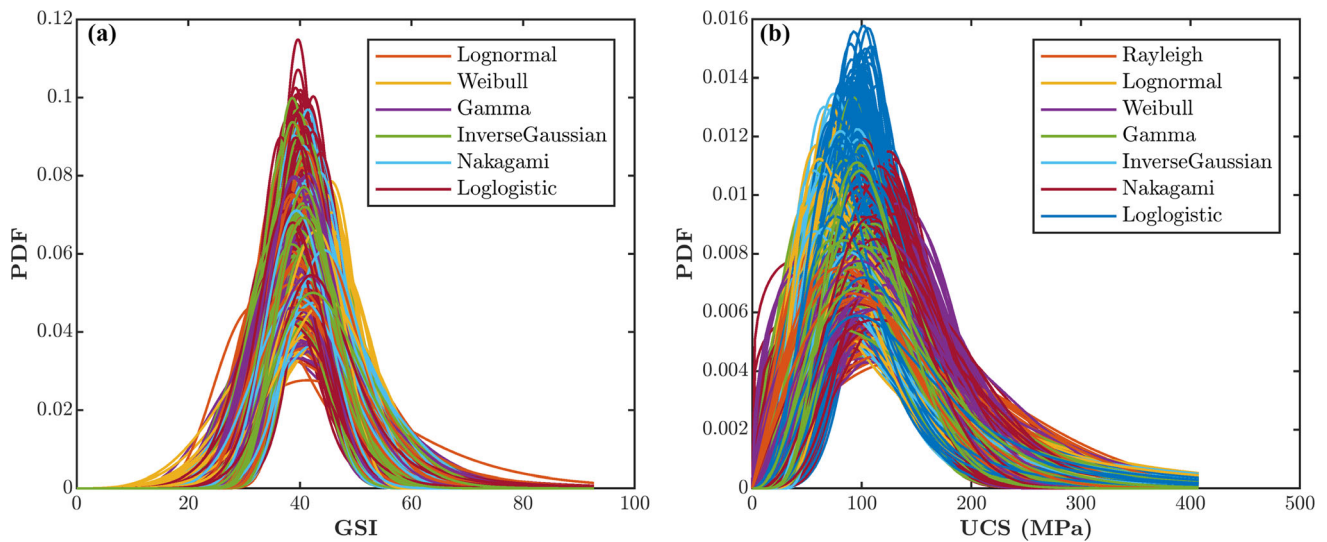 (a)
PDF
0.12
0.1
0.08
0.06
0.04
0.02
0
Lognormal
Weibull
Gamma
InverseGaussian
Nakagami
Loglogistic
0 20 40 60 80 100
GSI
(b)
PDF
0.016
0.014
0.012
0.01
0.008
0.006
0.004
0.002
0.000
Rayleigh
Lognormal
Weibull
Gamma
InverseGaussian
Nakagami
Loglogistic
0 100 200 300 400 500
UCS (MPa)